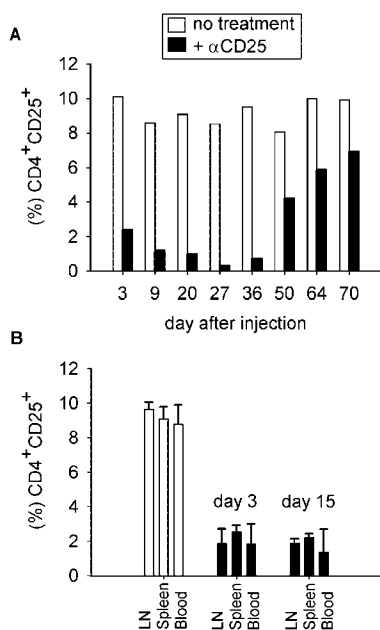 no treatment
+ αCD25
A
(%) CD4+CD25+
12
10
8
6
4
2
0
3 9 20 27 36 50 64 70
day after injection
B
(%) CD4+CD25+
12
10
8
6
4
2
0
day 3 day 15
LN Spleen Blood LN Spleen Blood LN Spleen Blood